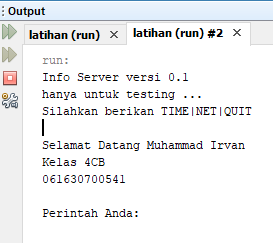 Output
latihan (run) latihan (run) #2
run:
Info Server versi 0.1
hanya untuk testing ...
Silahkan berikan TIME|NET|QUIT
Selamat Datang Muhammad Irvan
Kelas 4CB
061630700541
Perintah Anda: